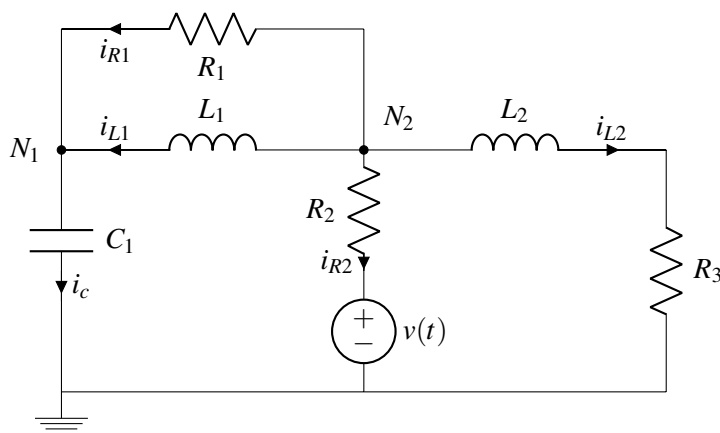 i_{R1}
R_1
N_1
i_{L1}
L_1
N_2
L_2
i_{L2}
C_1
i_c
R_2
i_{R2}
+
−
v(t)
R_3